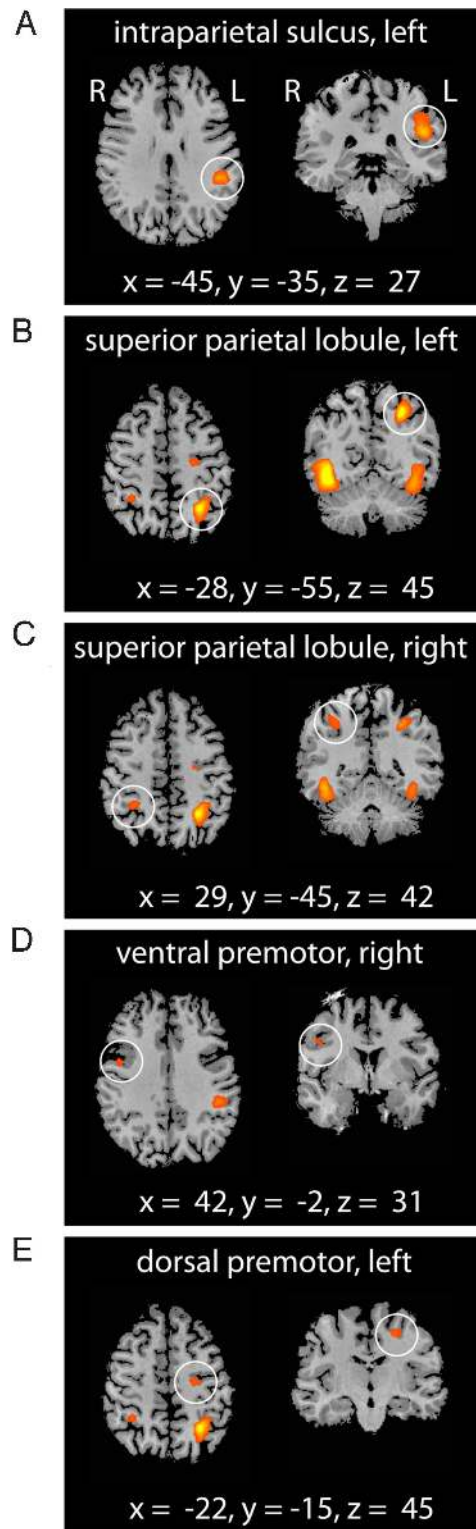 A
intraparietal sulcus, left
R L R L
x = -45, y = -35, z = 27
B
superior parietal lobule, left
x = -28, y = -55, z = 45
C
superior parietal lobule, right
x = 29, y = -45, z = 42
D
ventral premotor, right
x = 42, y = -2, z = 31
E
dorsal premotor, left
x = -22, y = -15, z = 45